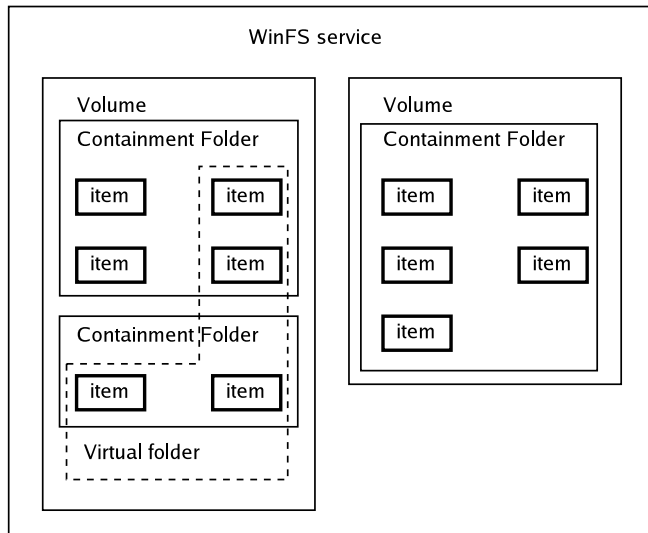 WinFS service
Volume
Containment Folder
item
item
item
item
Containment Folder
item
item
Virtual folder
Volume
Containment Folder
item
item
item
item
item